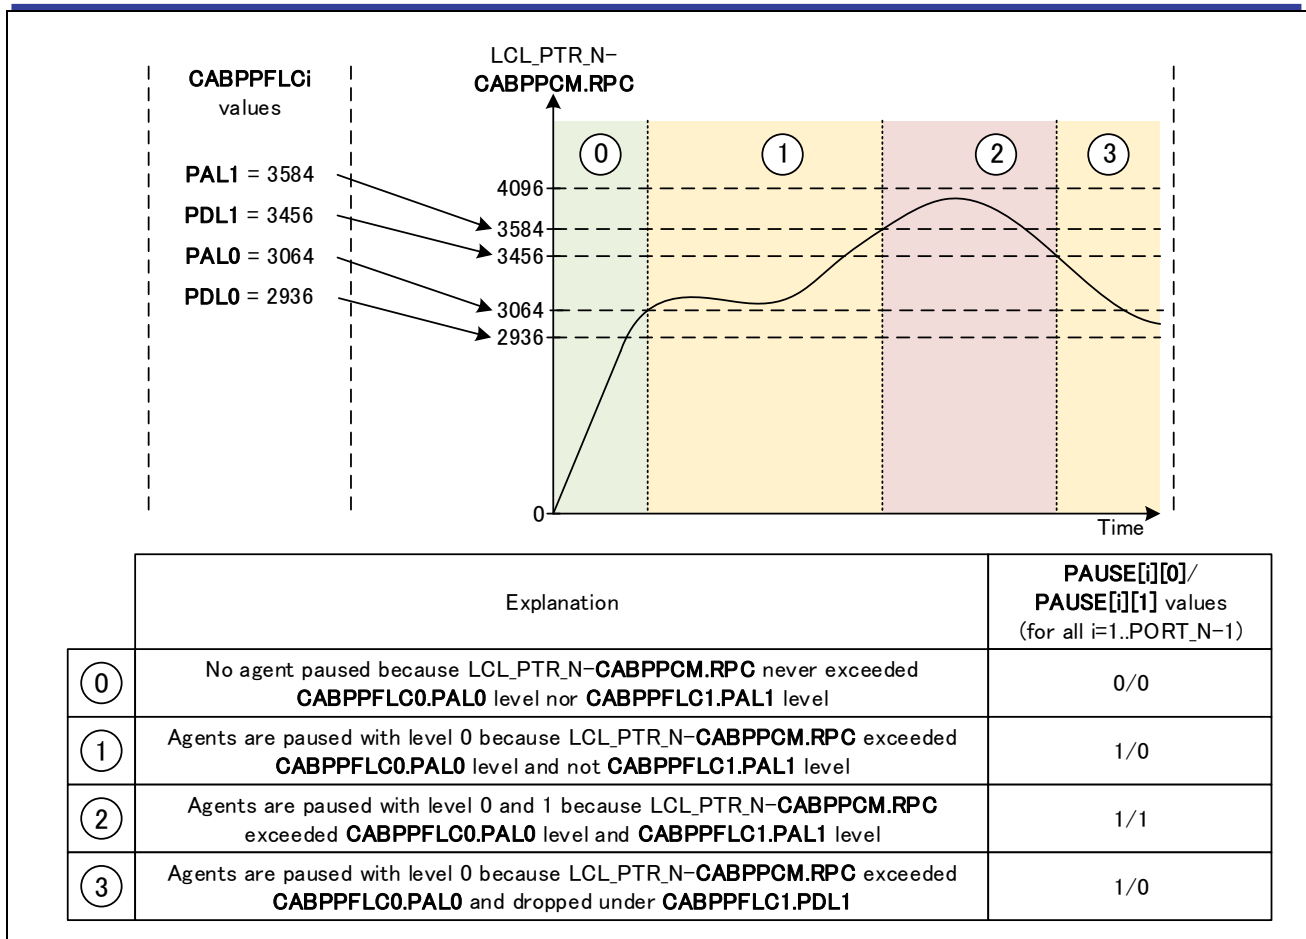 LCL_PTR_N-
CABPPCM.RPC
CABPPFLCi
values
PAL1 = 3584
PDL1 = 3456
PAL0 = 3064
PDL0 = 2936
0
1
2
3
4096
3584
3456
3064
2936
0
Time
Explanation
PAUSE[i][0]/
PAUSE[i][1] values
(for all i=1..PORT_N-1)
0
No agent paused because LCL_PTR_N-CABPPCM.RPC never exceeded
CABPPFLC0.PAL0 level nor CABPPFLC1.PAL1 level
0/0
1
Agents are paused with level 0 because LCL_PTR_N-CABPPCM.RPC exceeded
CABPPFLC0.PAL0 level and not CABPPFLC1.PAL1 level
1/0
2
Agents are paused with level 0 and 1 because LCL_PTR_N-CABPPCM.RPC
exceeded CABPPFLC0.PAL0 level and CABPPFLC1.PAL1 level
1/1
3
Agents are paused with level 0 because LCL_PTR_N-CABPPCM.RPC exceeded
CABPPFLC0.PAL0 and dropped under CABPPFLC1.PDL1
1/0